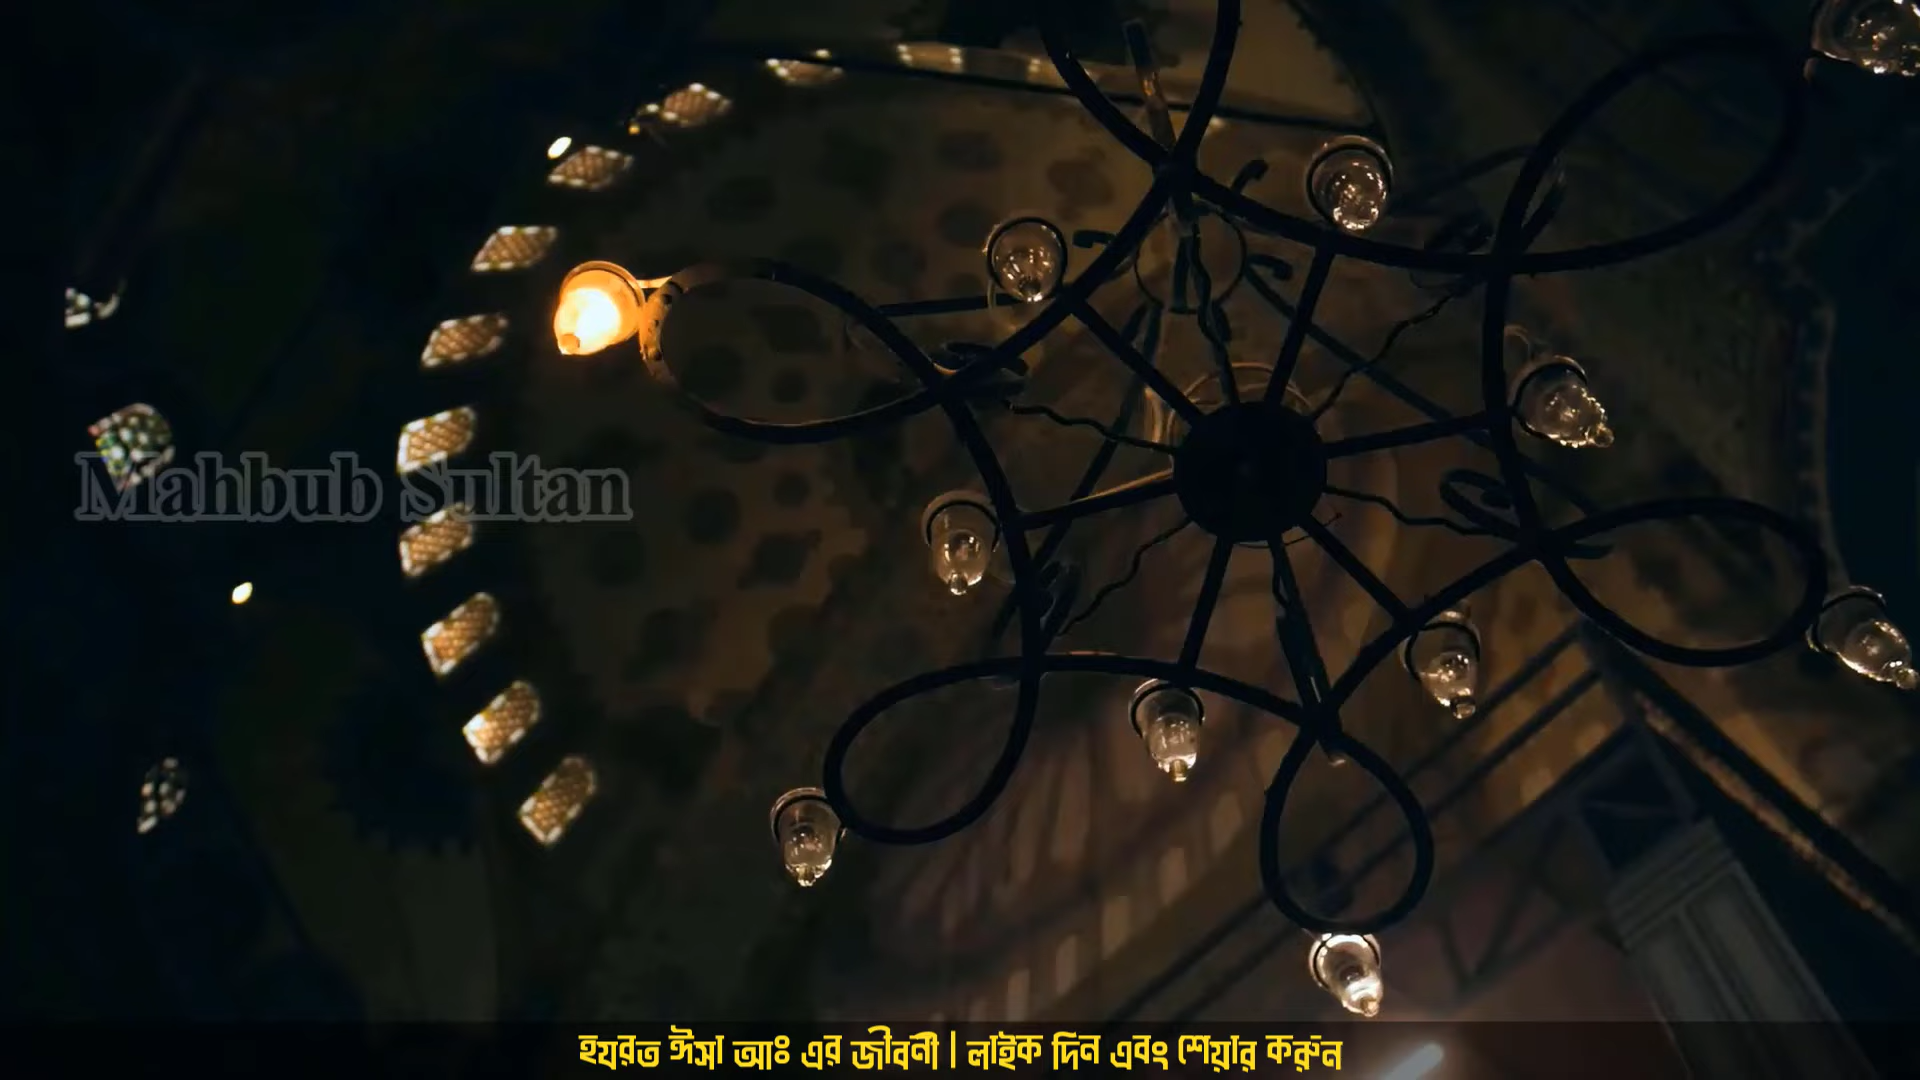 Mahbub Sultan
হযরত ঈসা আঃ এর জীবনী | লাইক দিন এবং শেয়ার করুন